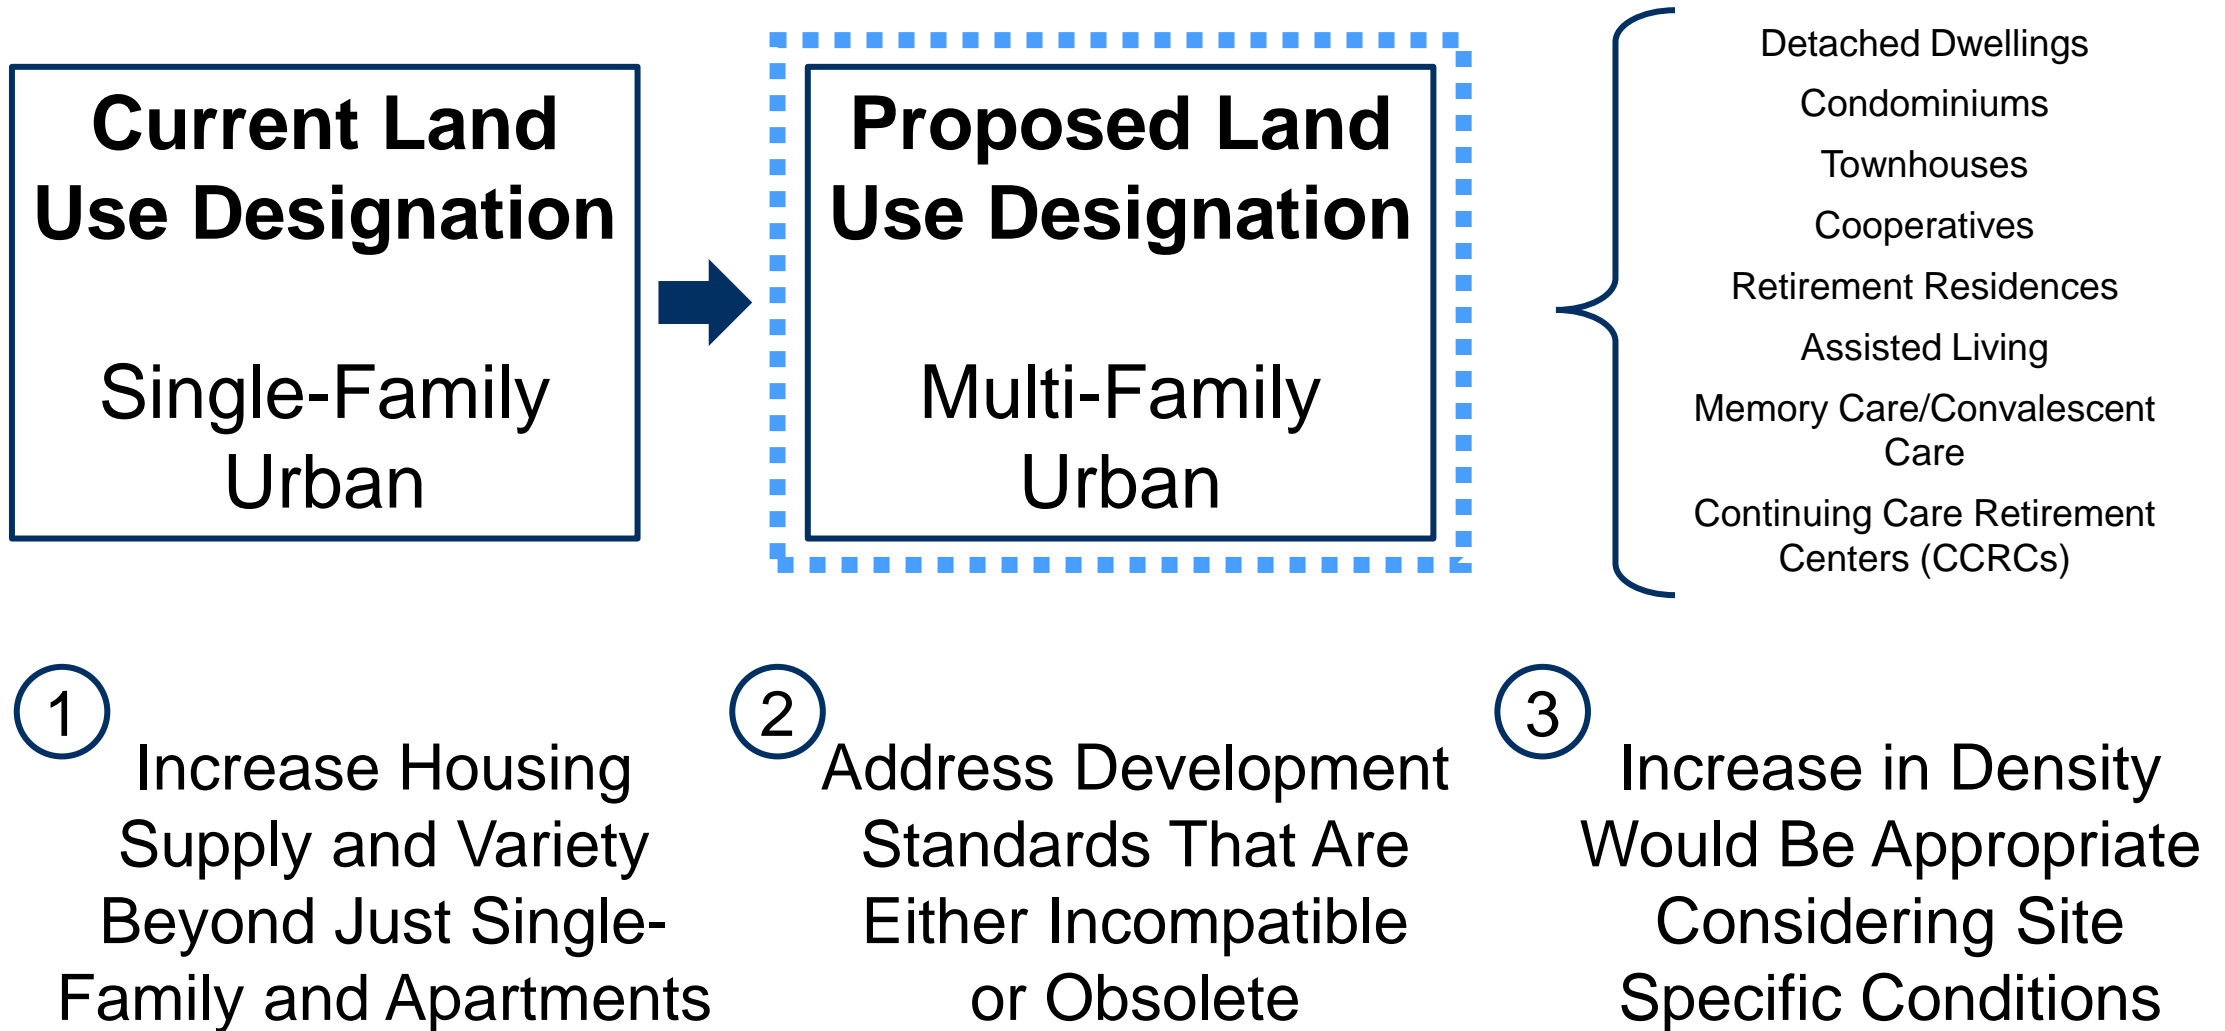 Current Land
Use Designation
Single-Family
Urban
Proposed Land
Use Designation
Multi-Family
Urban
Detached Dwellings
Condominiums
Townhouses
Cooperatives
Retirement Residences
Assisted Living
Memory Care/Convalescent
Care
Continuing Care Retirement
Centers (CCRCs)
1
Increase Housing
Supply and Variety
Beyond Just Single-
Family and Apartments
2
Address Development
Standards That Are
Either Incompatible
or Obsolete
3
Increase in Density
Would Be Appropriate
Considering Site
Specific Conditions